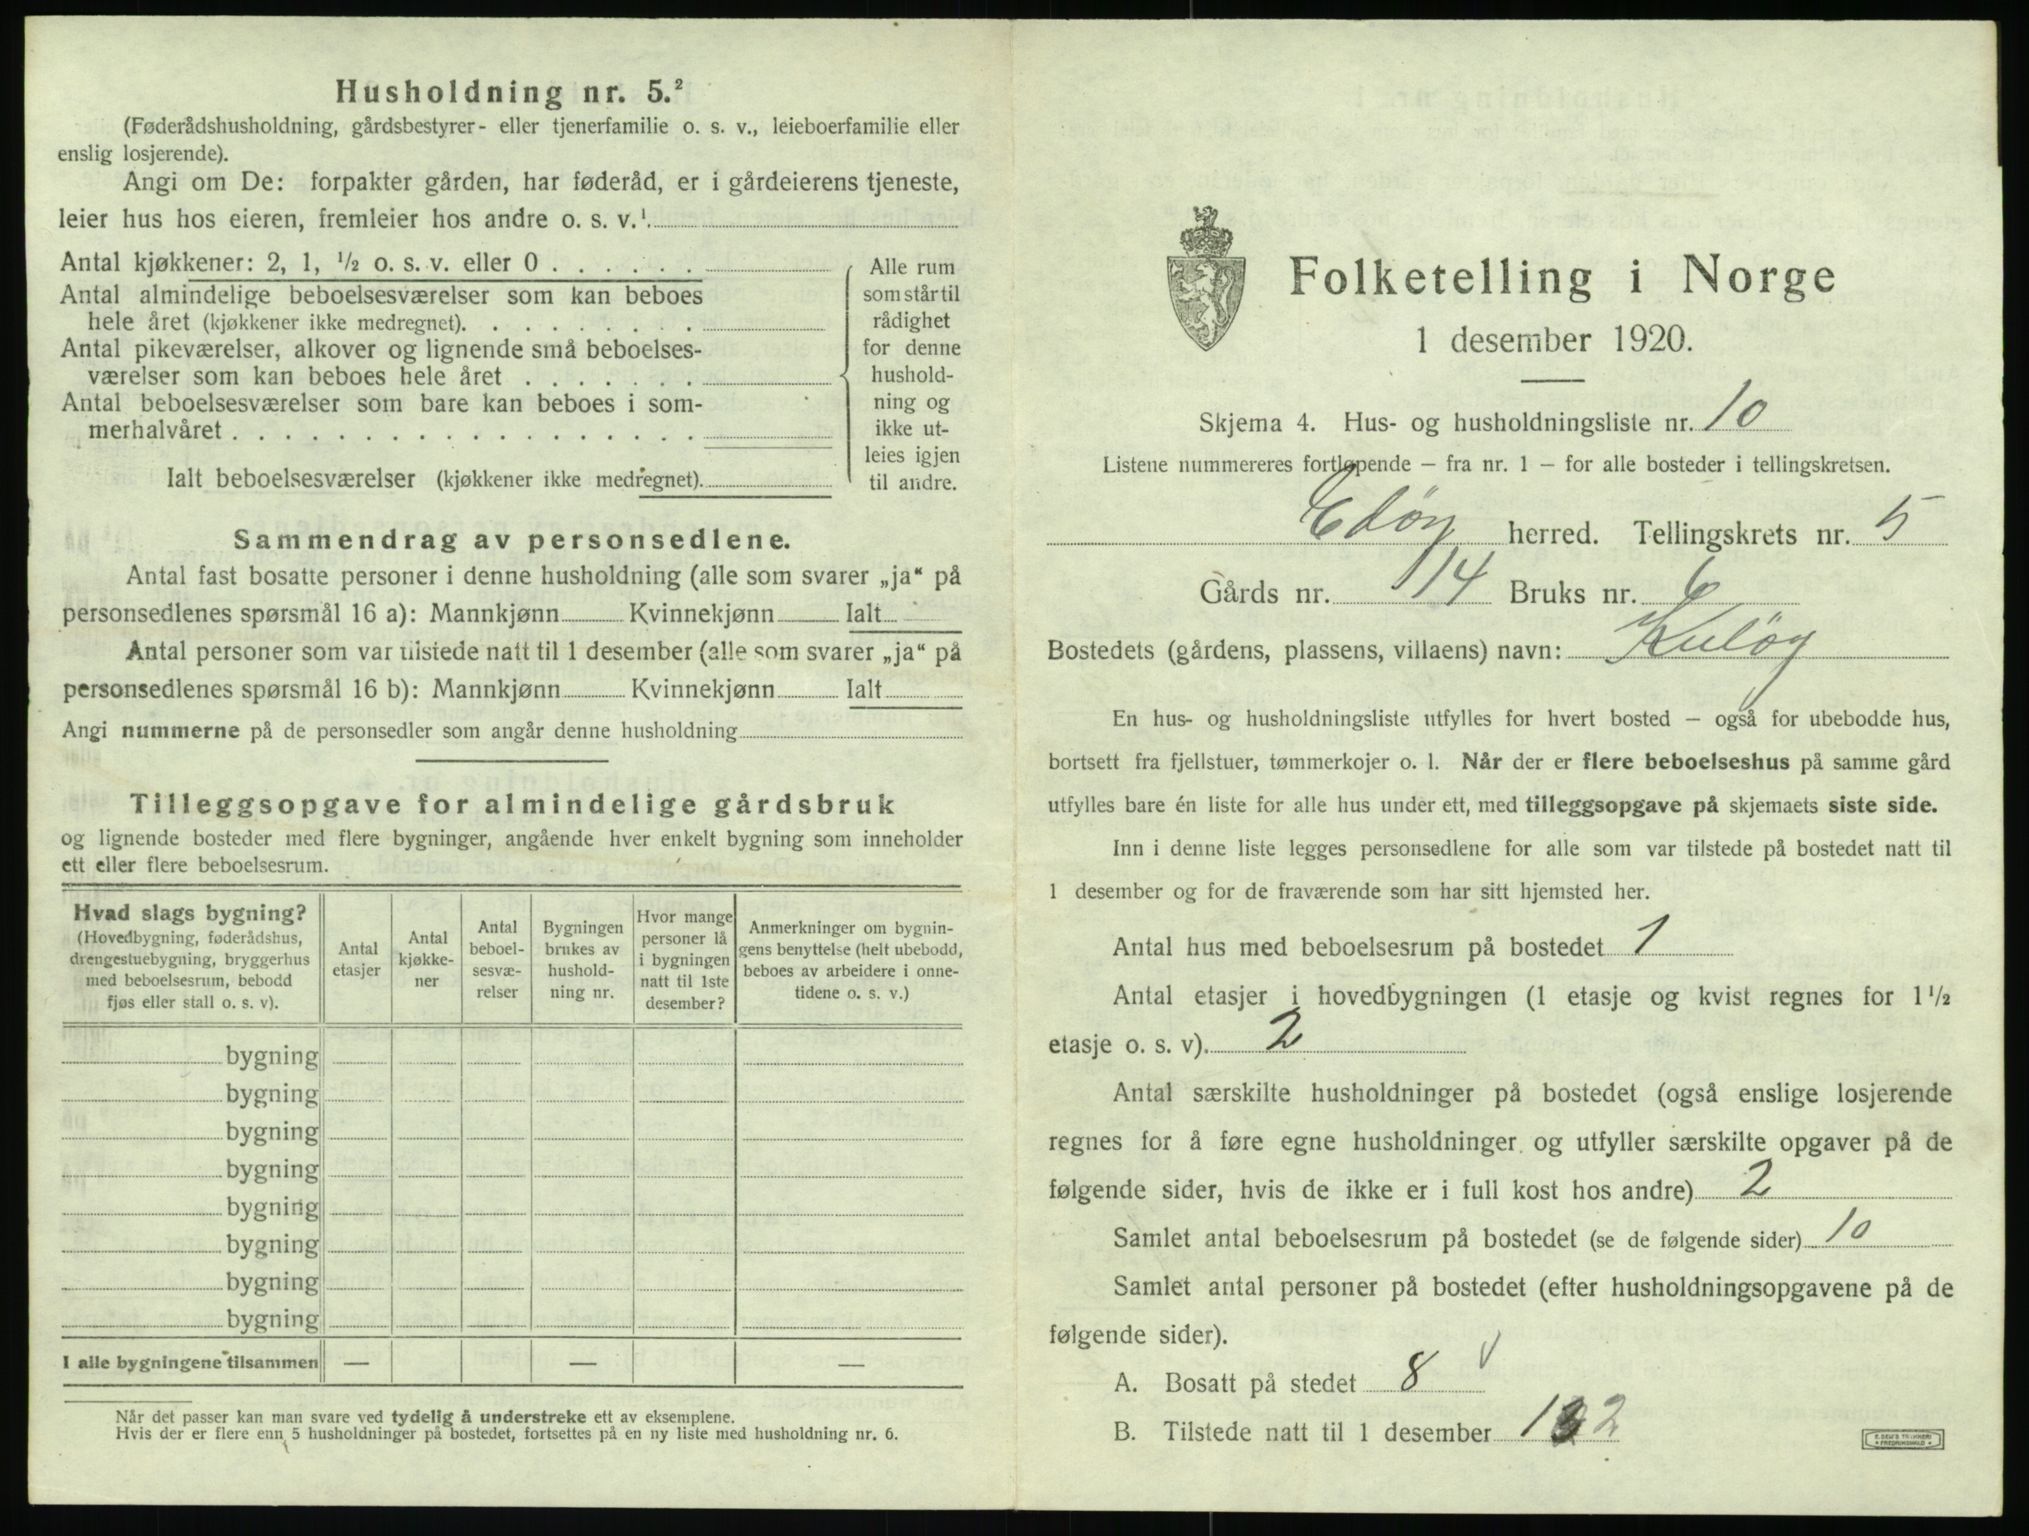 Husholdning nr. 5.²
(Føderådshusholdning, gårdsbestyrer- eller tjenerfamilie o. s. v., leieboerfamilie eller
enslig losjerende).
Angi om De: forpakter gården, har føderåd, er i gårdeierens tjeneste,
leier hus hos eieren, fremleier hos andre o. s. v.¹
Antal kjøkkener: 2, 1, ½ o. s. v. eller 0 . . . . . .
Antal almindelige beboelsesværelser som kan beboes
hele året (kjøkkener ikke medregnet). . . . . . . . .
Antal pikeværelser, alkover og lignende små beboelses-
værelser som kan beboes hele året . . . . . . .
Antal beboelsesværelser som bare kan beboes i som-
merhalvåret . . . . . . . . . . . . . . . . . .
Ialt beboelsesværelser (kjøkkener ikke medregnet).
Alle rum
som står til
rådighet
for denne
hushold-
ning og
ikke ut-
leies igjen
til andre.
Sammendrag av personsedlene.
Antal fast bosatte personer i denne husholdning (alle som svarer „ja“ på
personsedlenes spørsmål 16 a): Mannkjønn Kvinnekjønn Ialt
Antal personer som var tilstede natt til 1 desember (alle som svarer „ja“ på
personsedlenes spørsmål 16 b): Mannkjønn Kvinnekjønn Ialt
Angi nummerne på de personsedler som angår denne husholdning
Tilleggsopgave for almindelige gårdsbruk
og lignende bosteder med flere bygninger, angående hver enkelt bygning som inneholder
ett eller flere beboelsesrum.
Hvad slags bygning?
(Hovedbygning, føderådshus,
drengestuebygning, bryggerhus
med beboelsesrum, bebodd
fjøs eller stall o. s. v).
Antal
etasjer
Antal
kjøkke-
ner
Antal
beboel-
sesvæ-
relser
Bygningen
brukes av
hushold-
ning nr.
Hvor mange
personer lå
i bygningen
natt til 1ste
desember?
Anmerkninger om bygnin-
gens benyttelse (helt ubebodd,
beboes av arbeidere i onne-
tidene o. s. v.)
bygning
bygning
bygning
bygning
bygning
bygning
bygning
bygning
I alle bygningene tilsammen — — —
Når det passer kan man svare ved tydelig å understreke ett av eksemplene.
Hvis der er flere enn 5 husholdninger på bostedet, fortsettes på en ny liste med husholdning nr. 6.
Folketelling i Norge
1 desember 1920.
Skjema 4. Hus- og husholdningsliste nr. 10
Listene nummereres fortløpende – fra nr. 1 – for alle bosteder i tellingskretsen.
Edøy herred. Tellingskrets nr. 5
Gårds nr. 14 Bruks nr. 6
Bostedets (gårdens, plassens, villaens) navn: Kuløy
En hus- og husholdningsliste utfylles for hvert bosted – også for ubebodde hus,
bortsett fra fjellstuer, tømmerkojer o. l. Når der er flere beboelseshus på samme gård
utfylles bare én liste for alle hus under ett, med tilleggsopgave på skjemaets siste side.
Inn i denne liste legges personsedlene for alle som var tilstede på bostedet natt til
1 desember og for de fraværende som har sitt hjemsted her.
Antal hus med beboelsesrum på bostedet 1
Antal etasjer i hovedbygningen (1 etasje og kvist regnes for 1½
etasje o. s. v). 2
Antal særskilte husholdninger på bostedet (også enslige losjerende
regnes for å føre egne husholdninger og utfyller særskilte opgaver på de
følgende sider, hvis de ikke er i full kost hos andre) 2
Samlet antal beboelsesrum på bostedet (se de følgende sider) 10
Samlet antal personer på bostedet (efter husholdningsopgavene på de
følgende sider).
A. Bosatt på stedet 8
B. Tilstede natt til 1 desember 12